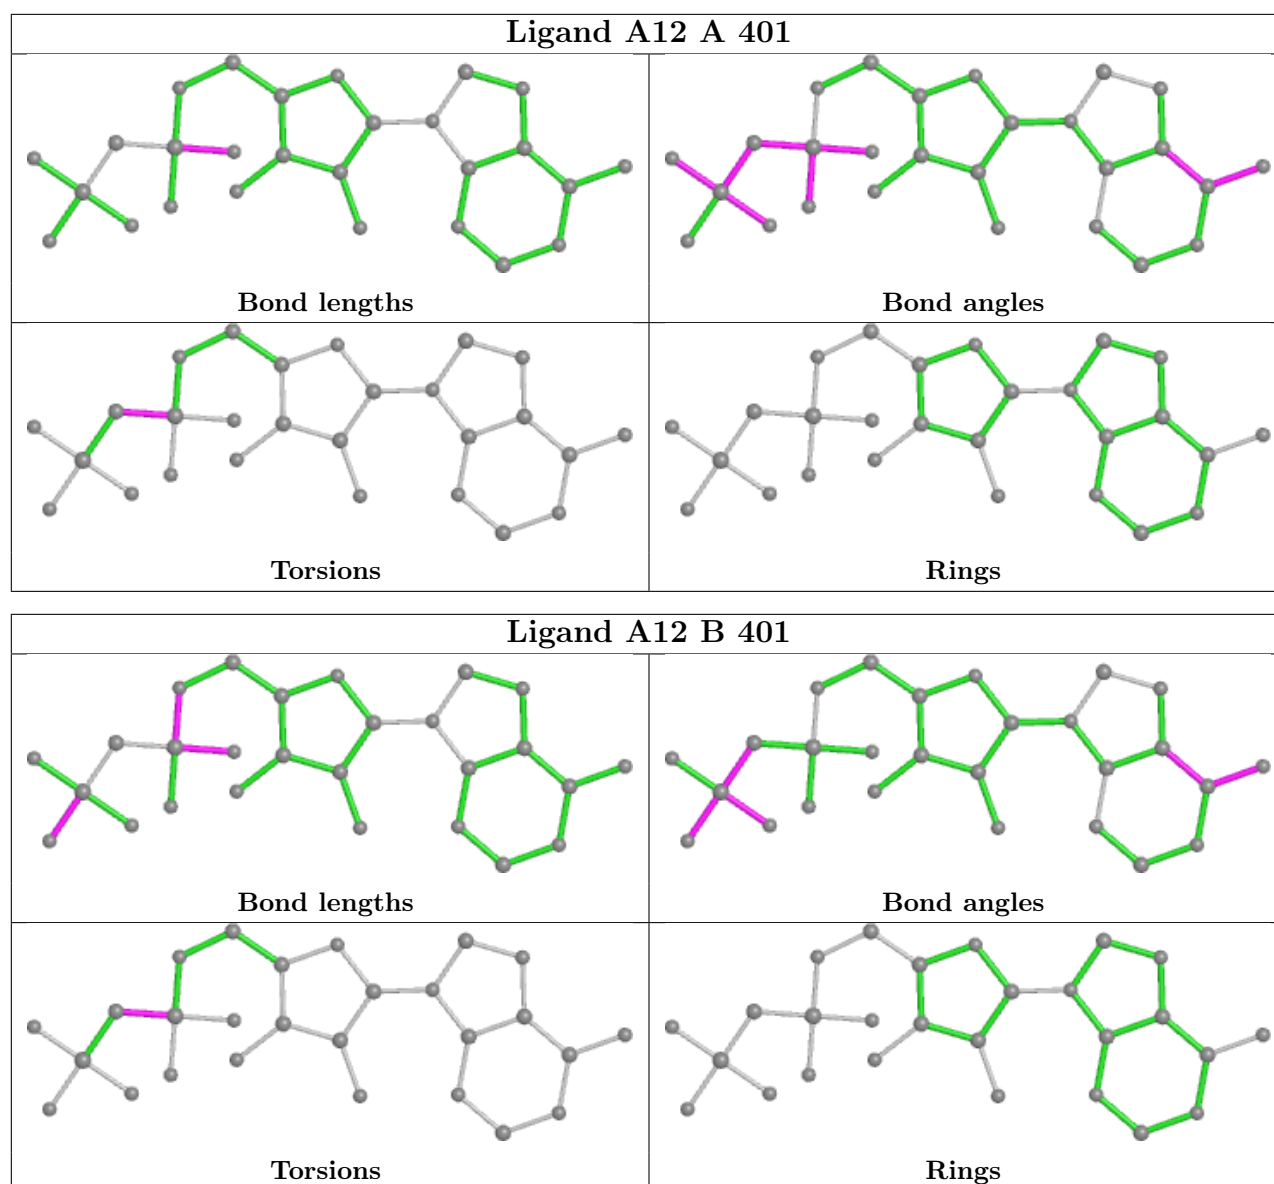 Ligand A12 A 401
Bond lengths
Bond angles
Torsions
Rings
Ligand A12 B 401
Bond lengths
Bond angles
Torsions
Rings